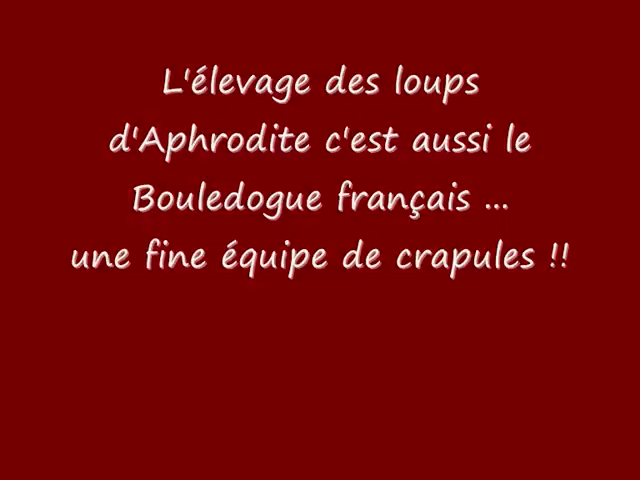 L'élevage des loups
d'Aphrodite c'est aussi le
Bouledogue français ...
une fine équipe de crapules !!